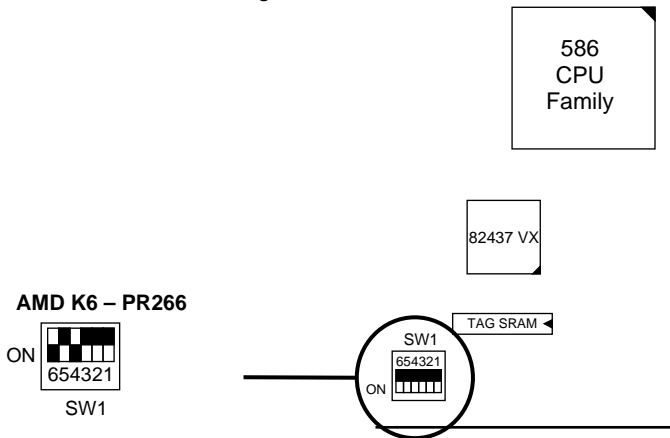 586
CPU
Family
82437 VX
AMD K6 – PR266
TAG SRAM
SW1
654321
ON
ON
654321
SW1